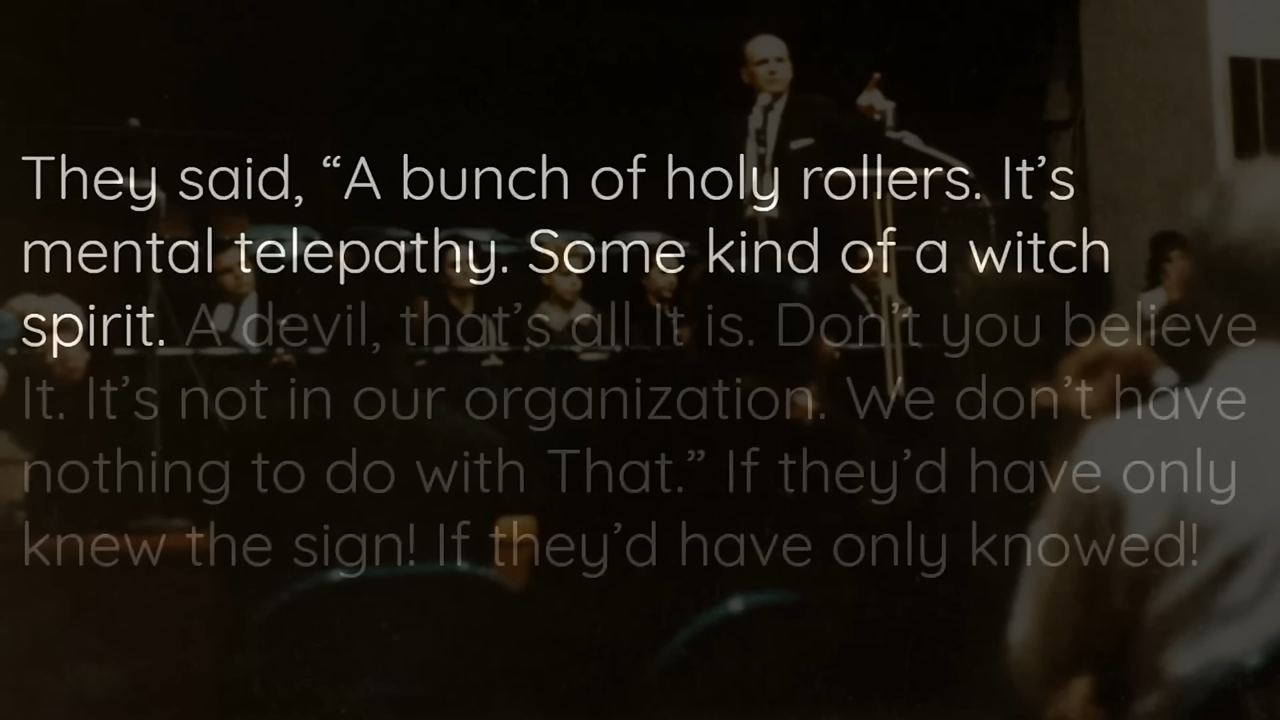 They said, “A bunch of holy rollers. It’s
mental telepathy. Some kind of a witch
spirit. A devil, that’s all It is. Don’t you believe
It. It’s not in our organization. We don’t have
nothing to do with That.” If they’d have only
knew the sign! If they’d have only knowed!